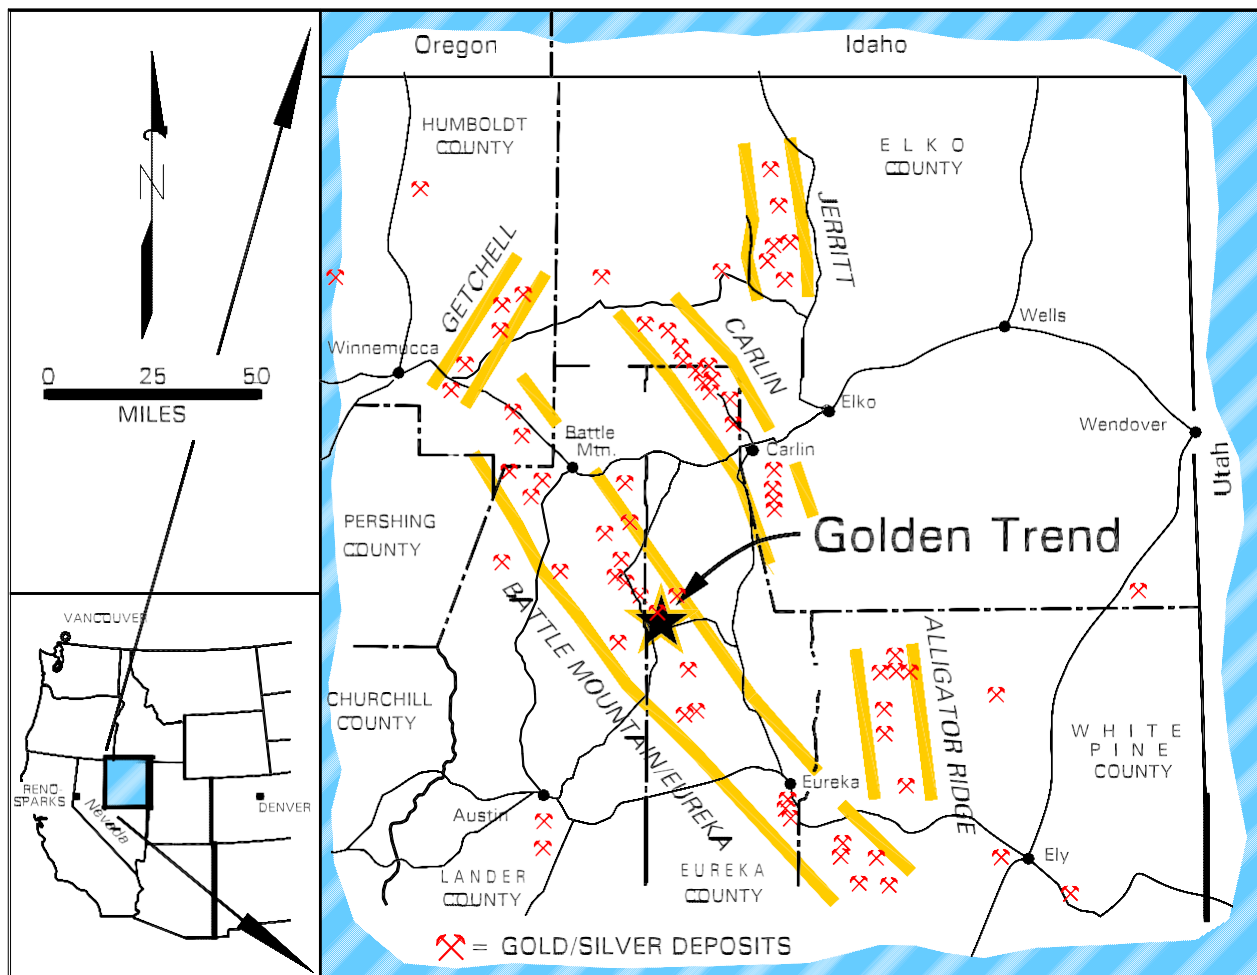 Oregon
Idaho
HUMBOLDT
COUNTY
ELKO
COUNTY
N
JERRITT
GETCHELL
CARLIN
Wells
Winnemucca
0 25 50
MILES
Elko
Battle
Mtn.
Carlin
Wendover
Utah
PERSHING
COUNTY
Golden Trend
BATTLE MOUNTAIN/EUREKA
ALLIGATOR RIDGE
VANCOUVER
CHURCHILL
COUNTY
WHITE
PINE
COUNTY
RENO-
SPARKS
Nevada
DENVER
Austin
Eureka
Ely
LANDER
COUNTY
EUREKA
COUNTY
= GOLD/SILVER DEPOSITS